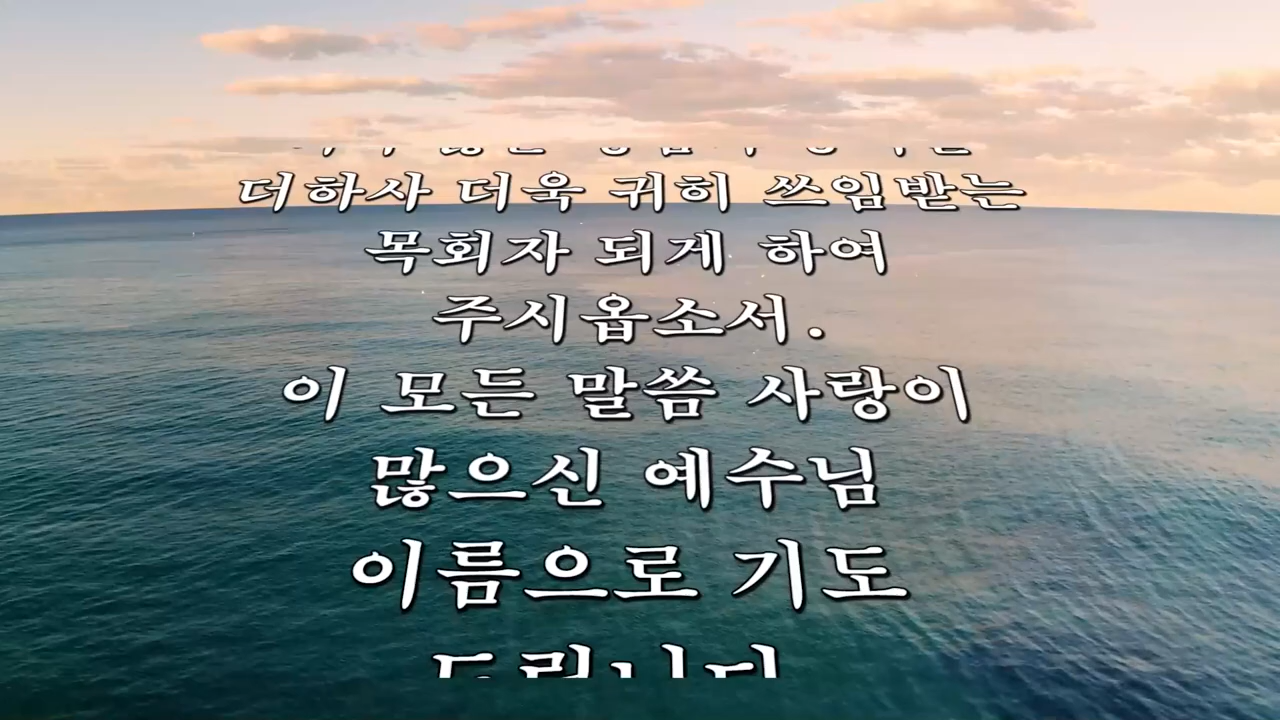 더하사 더욱 귀히 쓰임받는
목회자 되게 하여
주시옵소서.
이 모든 말씀 사랑이
많으신 예수님
이름으로 기도